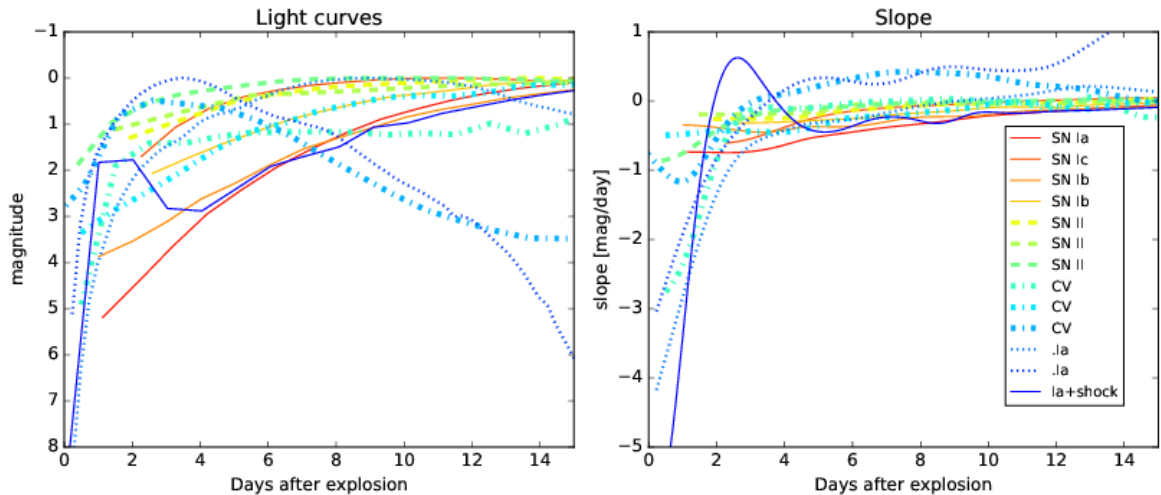 Light curves
−1
0
1
2
3
4
5
6
7
8
magnitude
0 2 4 6 8 10 12 14
Days after explosion
Slope
1
0
−1
−2
−3
−4
−5
slope [mag/day]
0 2 4 6 8 10 12 14
Days after explosion
SN Ia
SN Ic
SN Ib
SN Ib
SN II
SN II
SN II
CV
CV
CV
.Ia
.Ia
Ia+shock